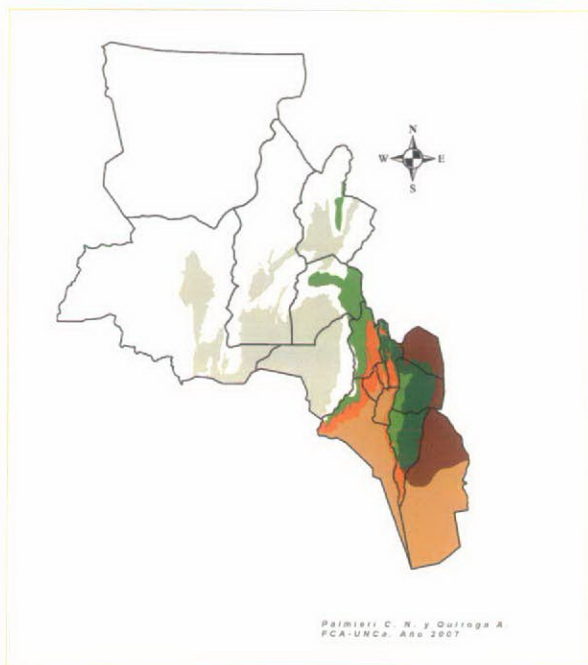 N
W E
S
Palmieri C. N. y Quiroga A.
FCA-UNCa. Año 2007